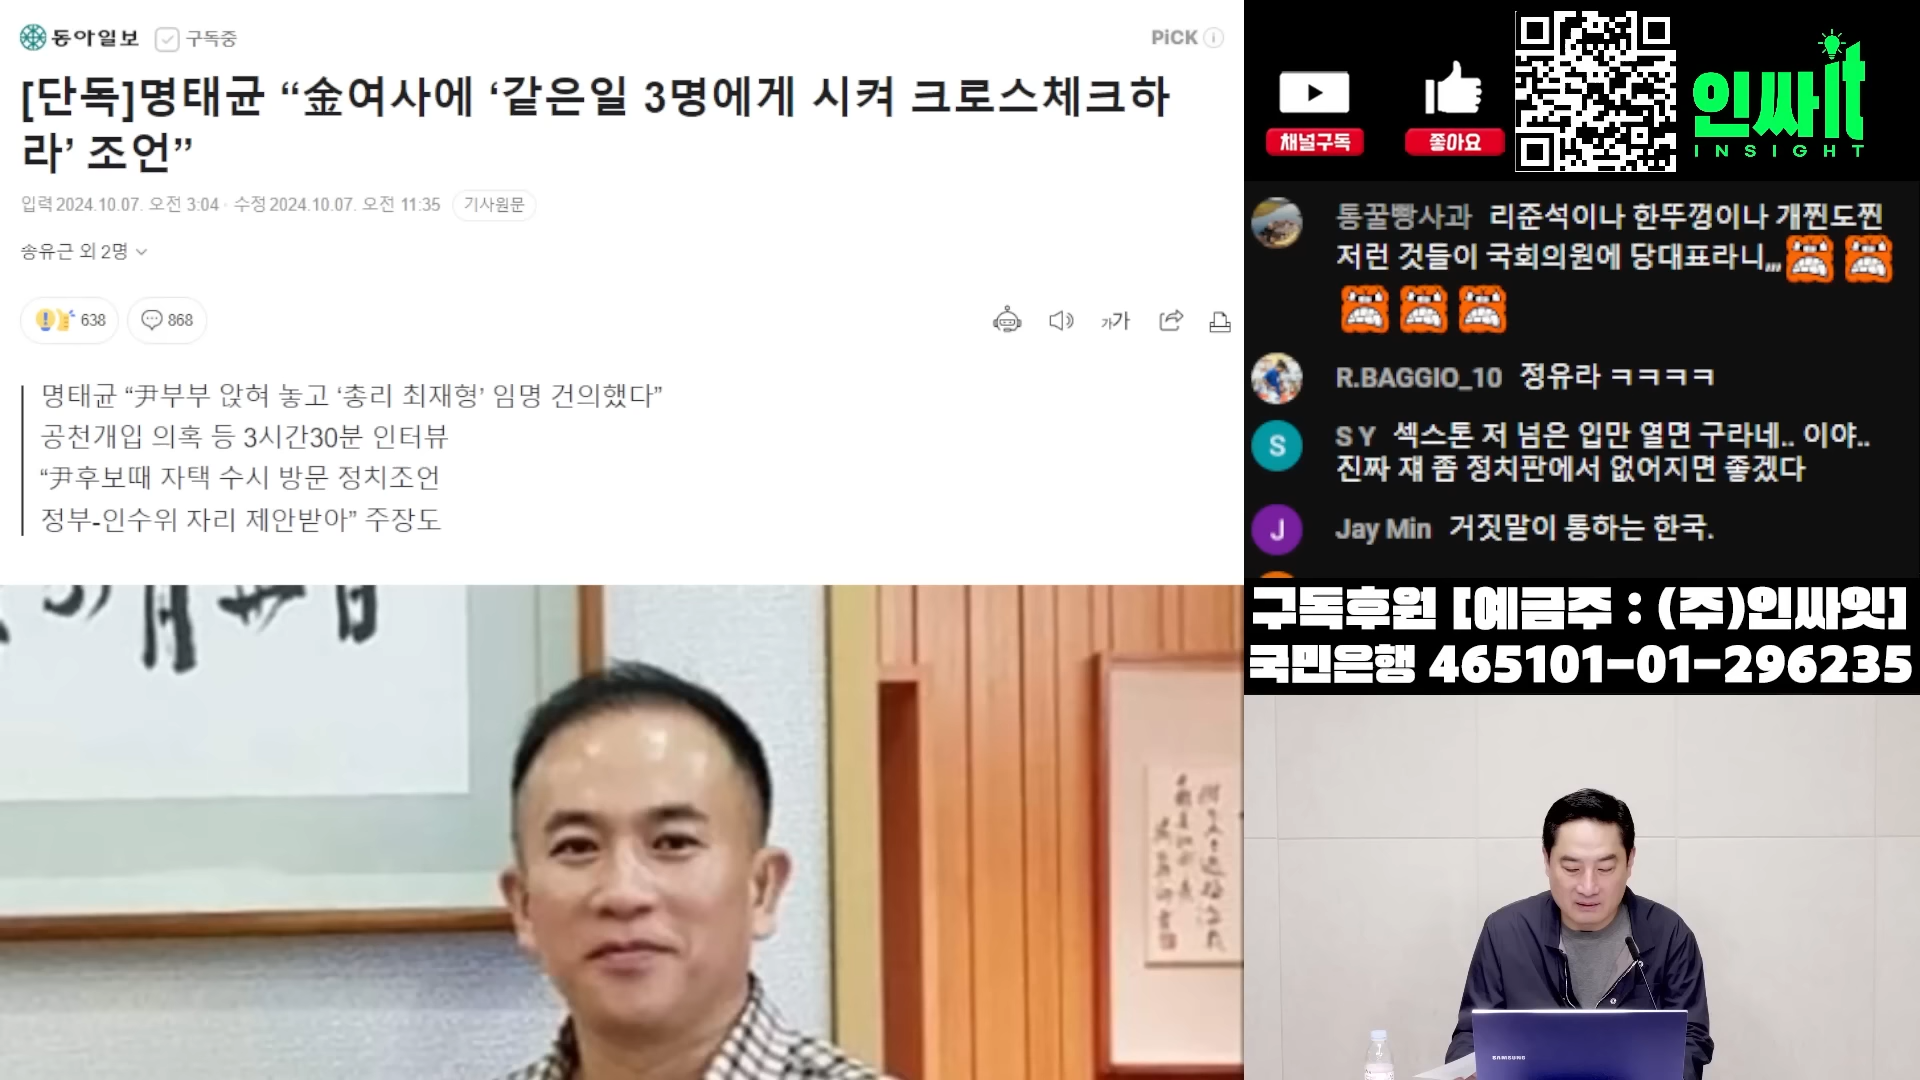 동아일보 구독중
PiCK
[단독]명태균 “金여사에 ‘같은일 3명에게 시켜 크로스체크하
라’ 조언”
입력 2024.10.07. 오전 3:04 · 수정 2024.10.07. 오전 11:35 기사원문
송유근 외 2명
638 868
가가
명태균 “尹부부 앉혀 놓고 ‘총리 최재형’ 임명 건의했다”
공천개입 의혹 등 3시간30분 인터뷰
“尹후보때 자택 수시 방문 정치조언
정부-인수위 자리 제안받아” 주장도
채널구독
좋아요
인싸it
INSIGHT
통꿀빵사과 리준석이나 한뚜껑이나 개찐도찐
저런 것들이 국회의원에 당대표라니,,,
R.BAGGIO_10 정유라 ㅋㅋㅋㅋ
S
S Y 섹스톤 저 넘은 입만 열면 구라네.. 이야..
진짜 쟤 좀 정치판에서 없어지면 좋겠다
J
Jay Min 거짓말이 통하는 한국.
구독후원 [예금주 : (주)인싸잇]
국민은행 465101-01-296235
SAMSUNG